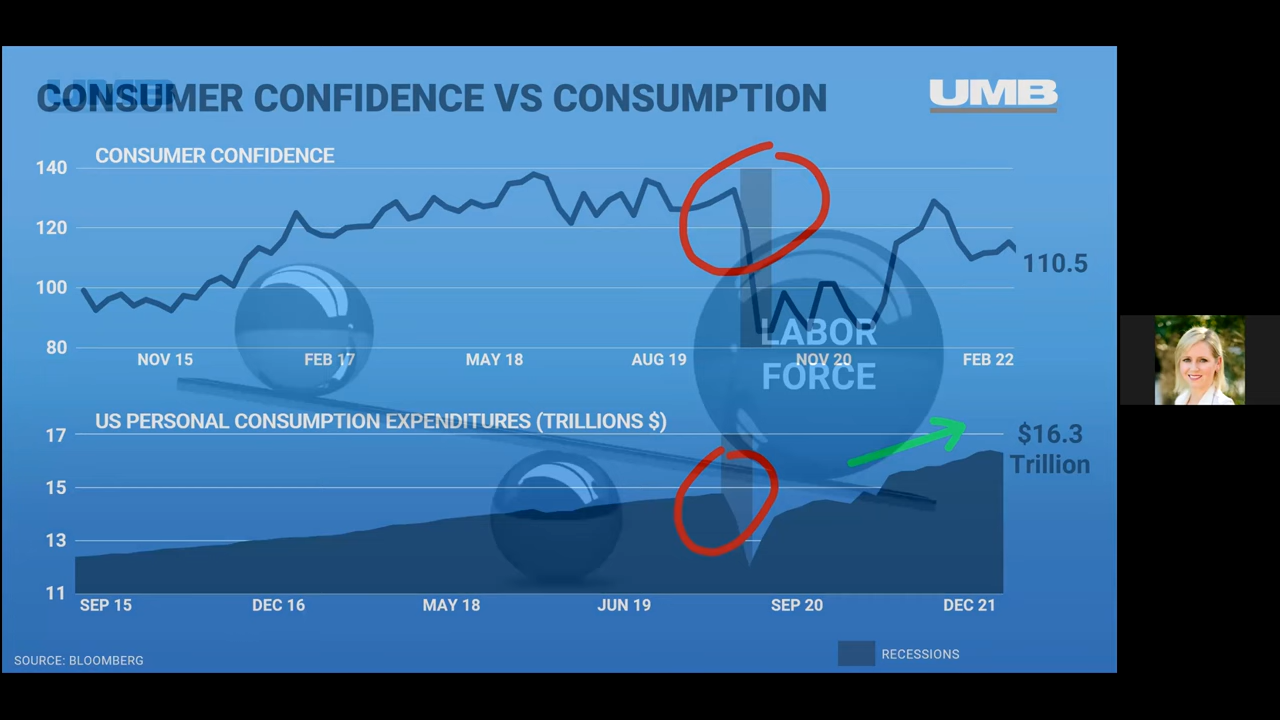 UMB
CONSUMER CONFIDENCE VS CONSUMPTION
UMB
CONSUMER CONFIDENCE
140
120
100
80
110.5
LABOR
FORCE
NOV 15 FEB 17 MAY 18 AUG 19 NOV 20 FEB 22
US PERSONAL CONSUMPTION EXPENDITURES (TRILLIONS $)
17
15
13
11
$16.3
Trillion
SEP 15 DEC 16 MAY 18 JUN 19 SEP 20 DEC 21
SOURCE: BLOOMBERG
RECESSIONS